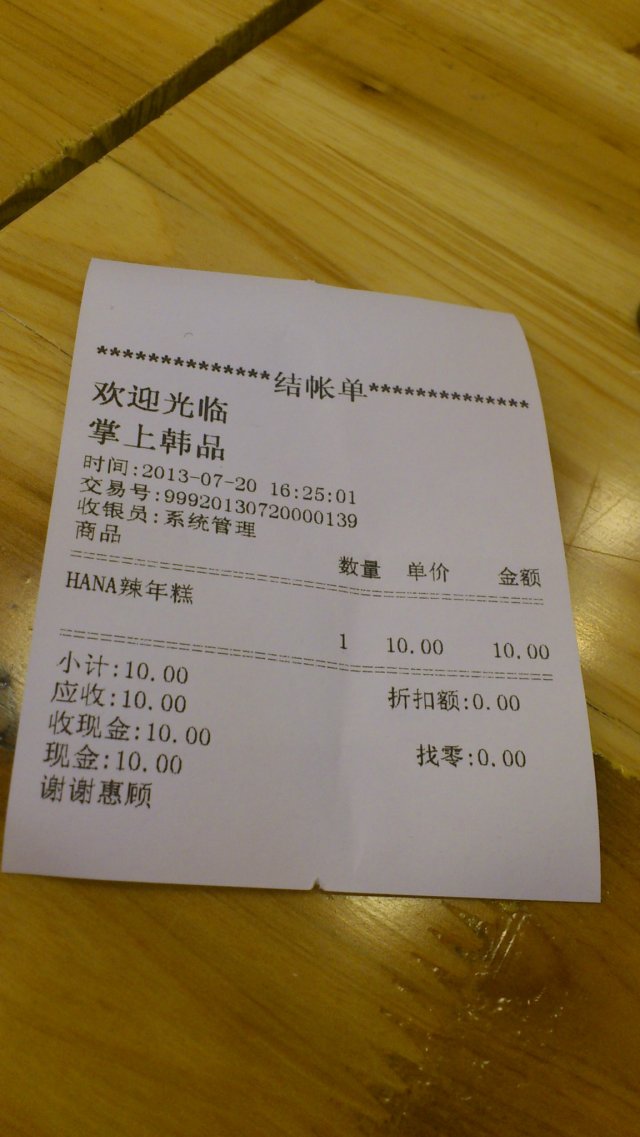 **************结帐单**************
欢迎光临
掌上韩品
时间:2013-07-20 16:25:01
交易号:99920130720000139
收银员:系统管理
商品 数量 单价 金额
================================================
HANA辣年糕
1 10.00 10.00
================================================
小计:10.00
应收:10.00 折扣额:0.00
收现金:10.00
现金:10.00 找零:0.00
谢谢惠顾